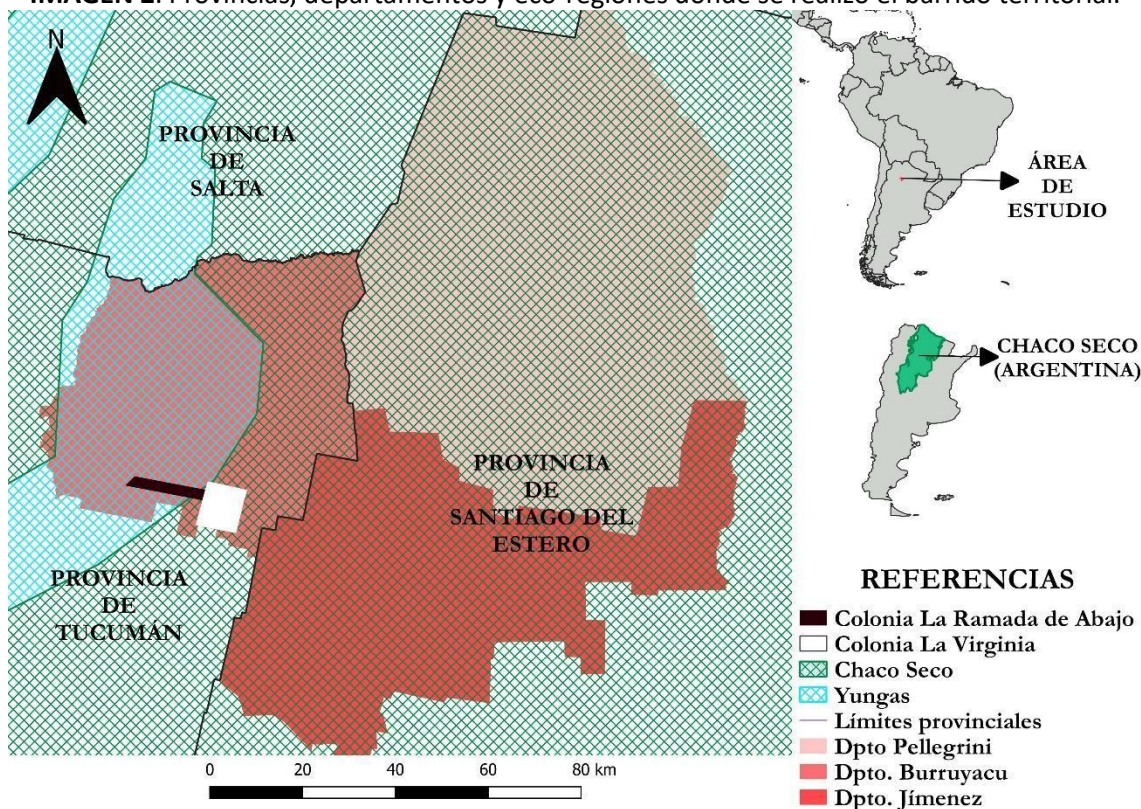 IMAGEN 2. Provincias, departamentos y eco-regiones donde se realizó el barrido territorial.
N
PROVINCIA
DE
SALTA
ÁREA
DE
ESTUDIO
CHACO SECO
(ARGENTINA)
PROVINCIA
DE
SANTIAGO DEL
ESTERO
PROVINCIA
DE
TUCUMÁN
REFERENCIAS
Colonia La Ramada de Abajo
Colonia La Virginia
Chaco Seco
Yungas
Límites provinciales
Dpto Pellegrini
Dpto. Burruyacu
Dpto. Jímenez
0 20 40 60 80 km